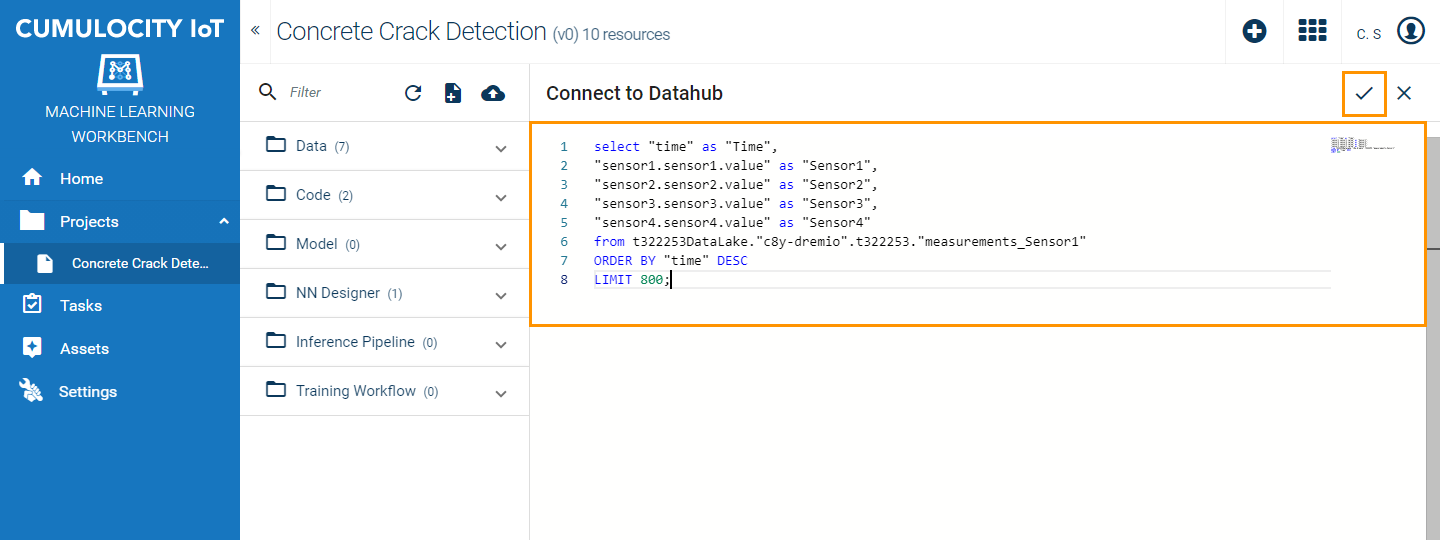 CUMULOCITY IoT
MACHINE LEARNING
WORKBENCH
Home
Projects
Concrete Crack Dete...
Tasks
Assets
Settings
« Concrete Crack Detection (v0) 10 resources
C. S
Filter
Data (7)
Code (2)
Model (0)
NN Designer (1)
Inference Pipeline (0)
Training Workflow (0)
Connect to Datahub
1 select "time" as "Time",
2 "sensor1.sensor1.value" as "Sensor1",
3 "sensor2.sensor2.value" as "Sensor2",
4 "sensor3.sensor3.value" as "Sensor3",
5 "sensor4.sensor4.value" as "Sensor4"
6 from t322253DataLake."c8y-dremio".t322253."measurements_Sensor1"
7 ORDER BY "time" DESC
8 LIMIT 800;